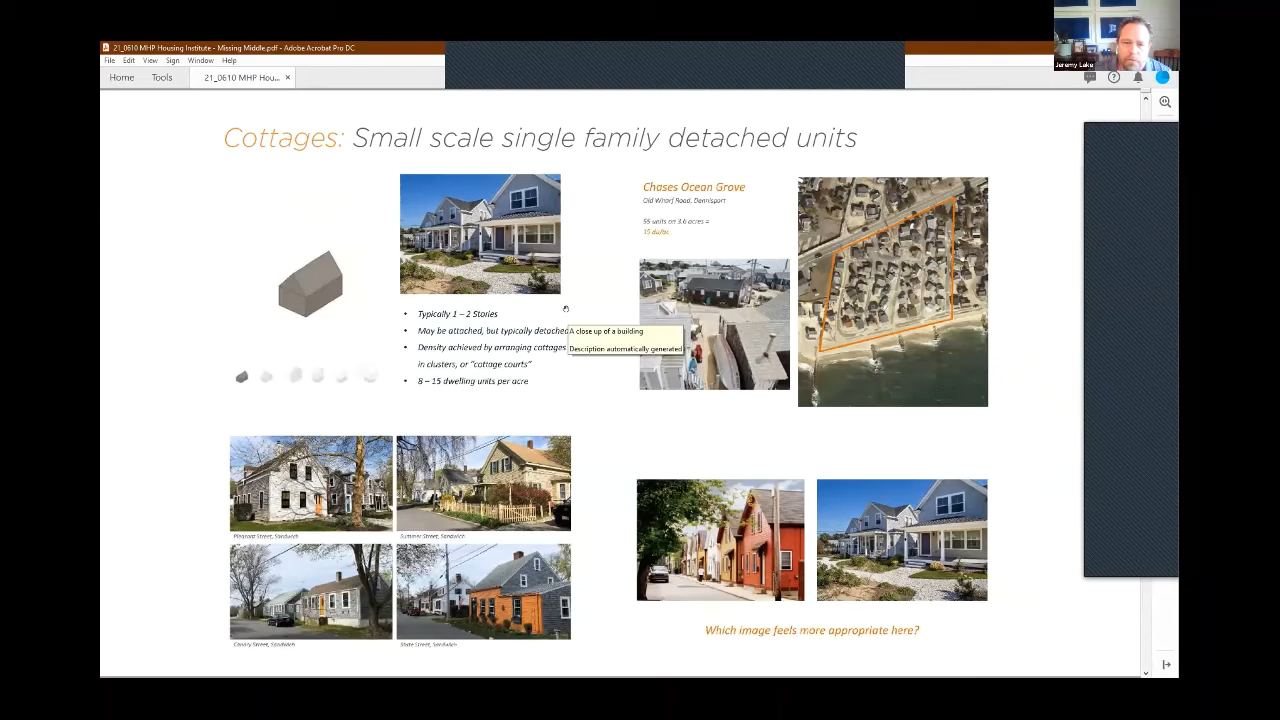 21_0610 MHP Housing Institute - Missing Middle.pdf - Adobe Acrobat Pro DC
File Edit View Sign Window Help
Home Tools 21_0610 MHP Hou... ×
Jeremy Lake
Cottages: Small scale single family detached units
Chases Ocean Grove
Old Wharf Road, Dennisport
55 units on 3.6 acres =
15 du/ac
• Typically 1 – 2 Stories
• May be attached, but typically detached
• Density achieved by arranging cottages
in clusters, or “cottage courts”
• 8 – 15 dwelling units per acre
A close up of a building
Description automatically generated
Pleasant Street, Sandwich
Summer Street, Sandwich
Canary Street, Sandwich
State Street, Sandwich
Which image feels more appropriate here?